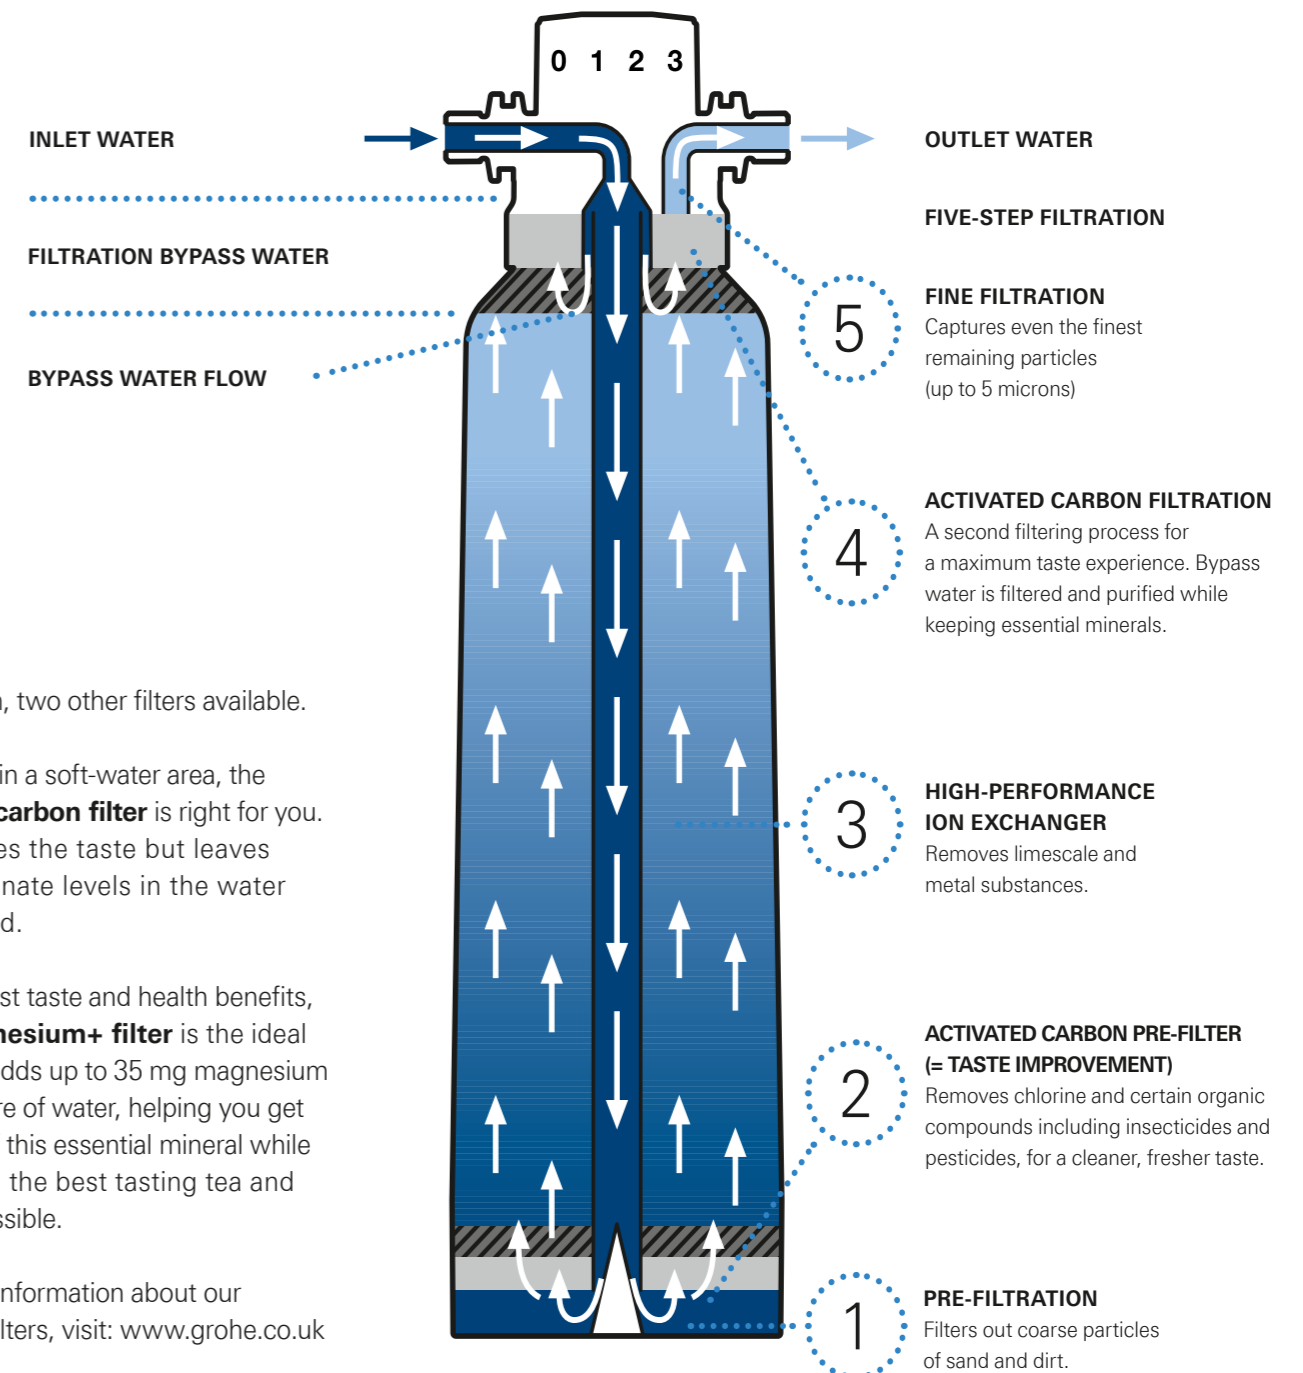 0 1 2 3
INLET WATER
FILTRATION BYPASS WATER
BYPASS WATER FLOW
OUTLET WATER
FIVE-STEP FILTRATION
5
FINE FILTRATION
Captures even the finest
remaining particles
(up to 5 microns)
4
ACTIVATED CARBON FILTRATION
A second filtering process for
a maximum taste experience. Bypass
water is filtered and purified while
keeping essential minerals.
3
HIGH-PERFORMANCE
ION EXCHANGER
Removes limescale and
metal substances.
2
ACTIVATED CARBON PRE-FILTER
(= TASTE IMPROVEMENT)
Removes chlorine and certain organic
compounds including insecticides and
pesticides, for a cleaner, fresher taste.
1
PRE-FILTRATION
Filters out coarse particles
of sand and dirt.
, two other filters available.
in a soft-water area, the
carbon filter is right for you.
es the taste but leaves
nate levels in the water
d.
st taste and health benefits,
nesium+ filter is the ideal
dds up to 35 mg magnesium
re of water, helping you get
this essential mineral while
the best tasting tea and
ssible.
information about our
lters, visit: www.grohe.co.uk